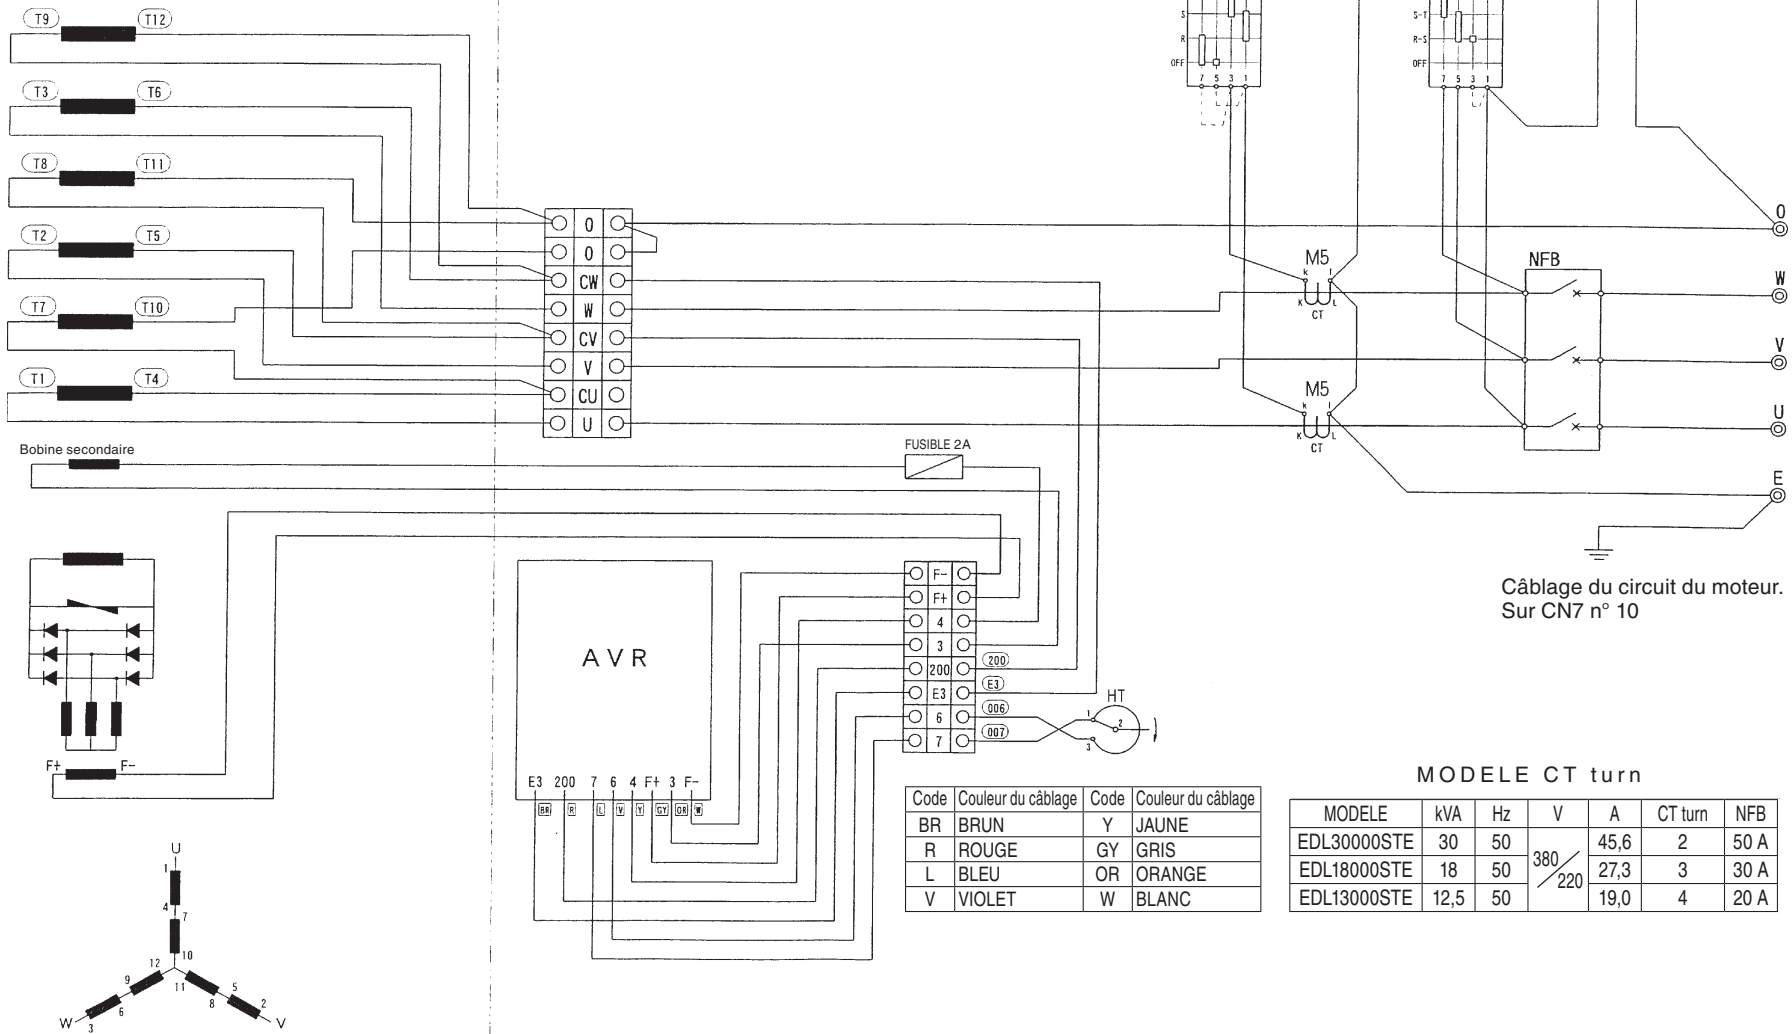 T9 T12
T3 T6
T8 T11
T2 T5
T7 T10
T1 T4
Bobine secondaire
O
O
CW
W
CV
V
CU
U
S
R
OFF
7 5 3 1
S-T
R-S
OFF
7 5 3 1
M5
k l
K L
CT
M5
k l
K L
CT
NFB
O
W
V
U
E
FUSIBLE 2A
Câblage du circuit du moteur.
Sur CN7 n° 10
AVR
E3 200 7 6 4 F+ 3 F-
BR R L V Y GY OR W
F-
F+
4
3
200 200
E3 E3
6 006
7 007
HT
1
2
3
F+ F-
U
1
4
7
10
12
9
6
3
W
11
8
5
2
V
Code Couleur du câblage Code Couleur du câblage
BR BRUN Y JAUNE
R ROUGE GY GRIS
L BLEU OR ORANGE
V VIOLET W BLANC
MODELE CT turn
MODELE kVA Hz V A CT turn NFB
EDL30000STE 30 50 380/220 45,6 2 50 A
EDL18000STE 18 50 27,3 3 30 A
EDL13000STE 12,5 50 19,0 4 20 A